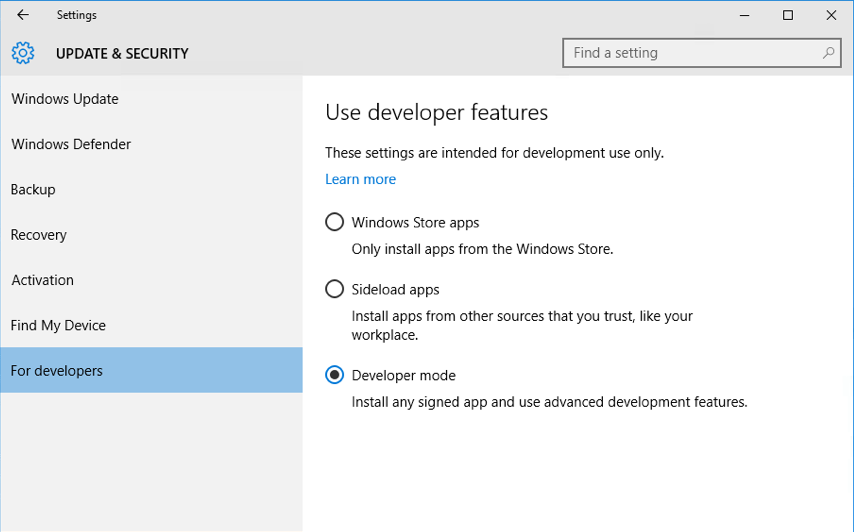 Settings
UPDATE & SECURITY
Find a setting
Windows Update
Windows Defender
Backup
Recovery
Activation
Find My Device
For developers
Use developer features
These settings are intended for development use only.
Learn more
Windows Store apps
Only install apps from the Windows Store.
Sideload apps
Install apps from other sources that you trust, like your
workplace.
Developer mode
Install any signed app and use advanced development features.